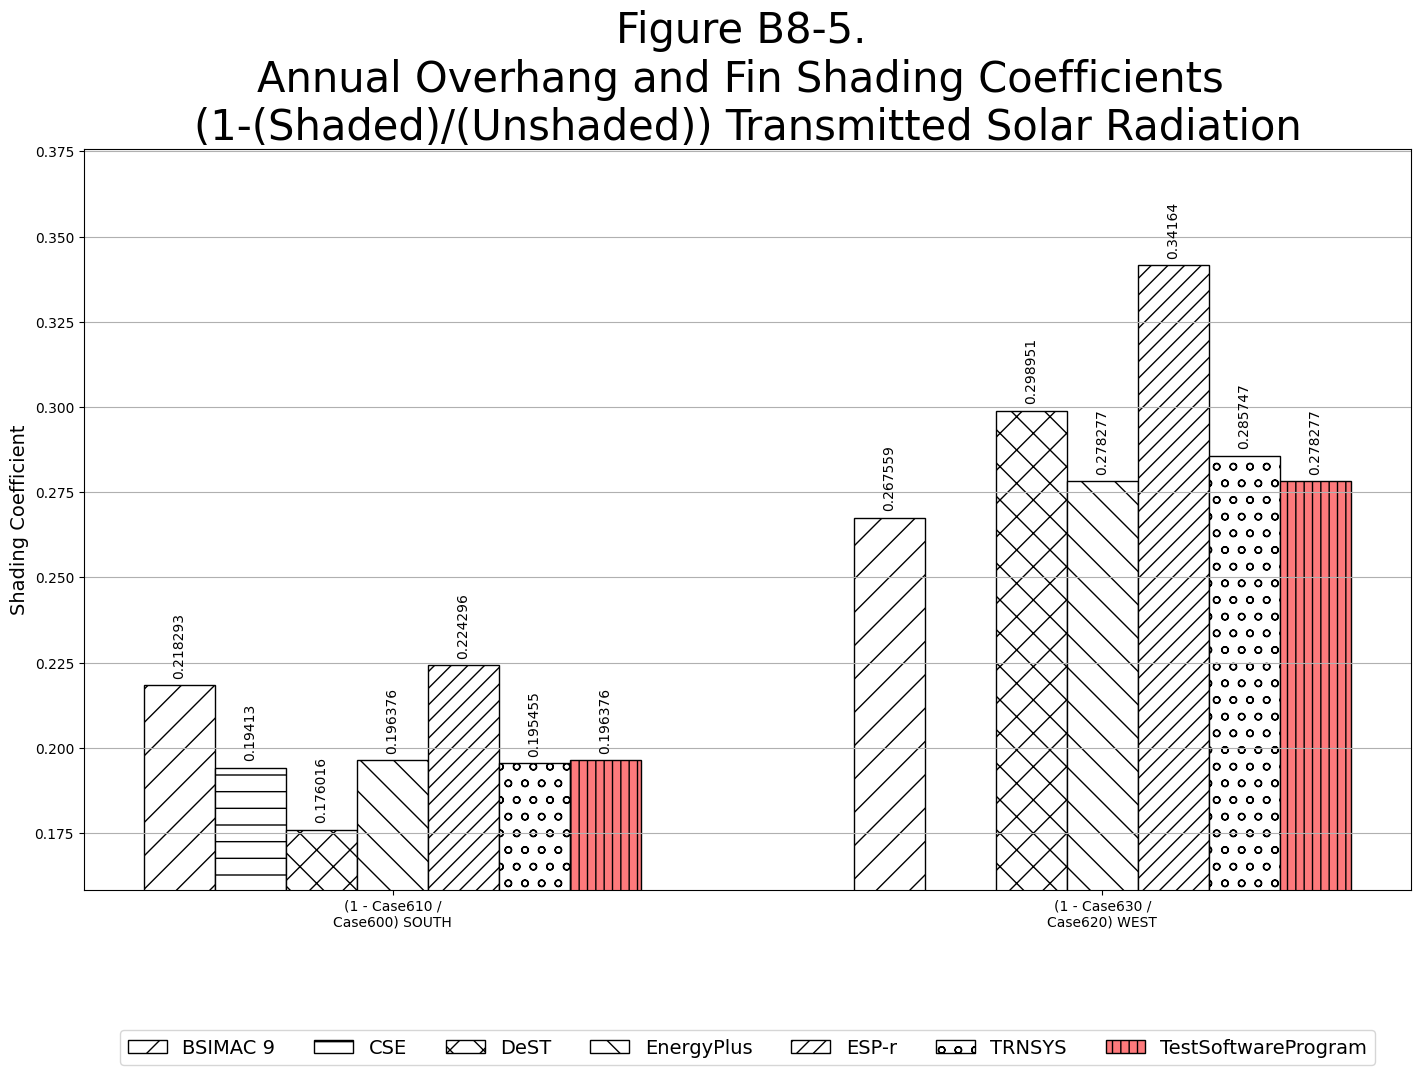 Figure B8-5.
Annual Overhang and Fin Shading Coefficients
(1-(Shaded)/(Unshaded)) Transmitted Solar Radiation
Shading Coefficient
0.375
0.350
0.325
0.300
0.275
0.250
0.225
0.200
0.175
0.218293
0.19413
0.176016
0.196376
0.224296
0.195455
0.196376
0.267559
0.298951
0.278277
0.34164
0.285747
0.278277
(1 - Case610 /
Case600) SOUTH
(1 - Case630 /
Case620) WEST
BSIMAC 9
CSE
DeST
EnergyPlus
ESP-r
TRNSYS
TestSoftwareProgram